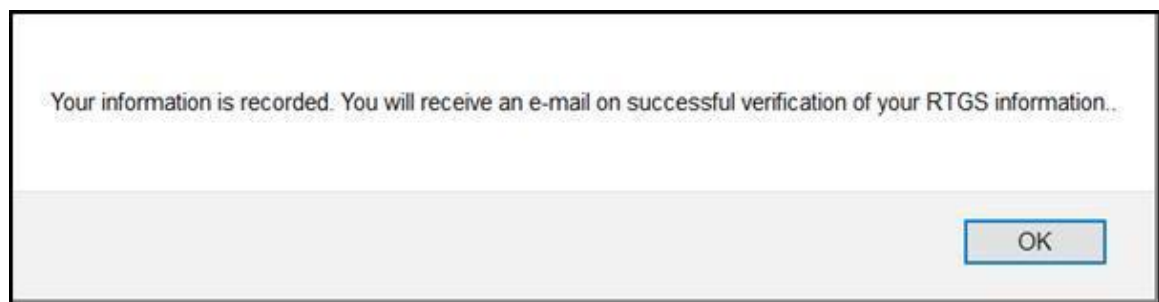 Your information is recorded. You will receive an e-mail on successful verification of your RTGS information..
OK